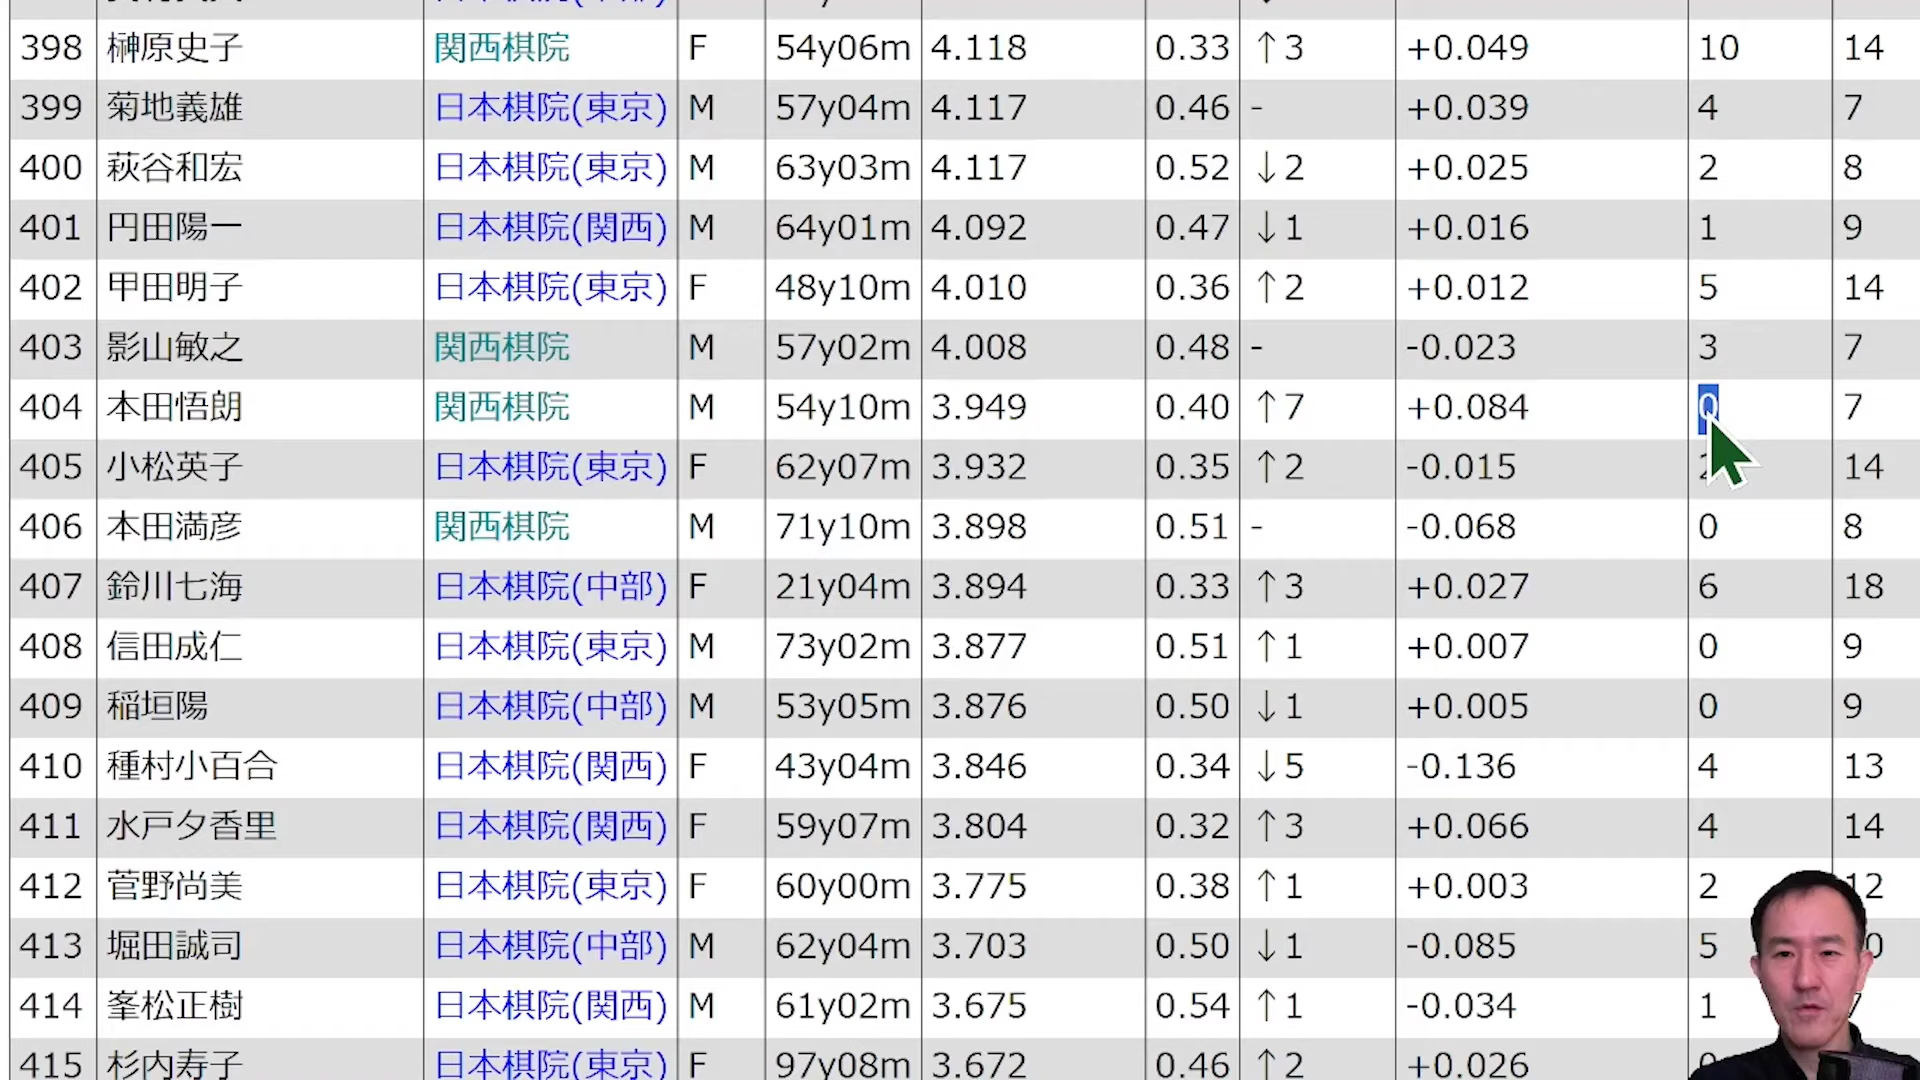 398 榊原史子 関西棋院 F 54y06m 4.118 0.33 ↑3 +0.049 10 14
399 菊地義雄 日本棋院(東京) M 57y04m 4.117 0.46 - +0.039 4 7
400 萩谷和宏 日本棋院(東京) M 63y03m 4.117 0.52 ↓2 +0.025 2 8
401 円田陽一 日本棋院(関西) M 64y01m 4.092 0.47 ↓1 +0.016 1 9
402 甲田明子 日本棋院(東京) F 48y10m 4.010 0.36 ↑2 +0.012 5 14
403 影山敏之 関西棋院 M 57y02m 4.008 0.48 - -0.023 3 7
404 本田悟朗 関西棋院 M 54y10m 3.949 0.40 ↑7 +0.084 0 7
405 小松英子 日本棋院(東京) F 62y07m 3.932 0.35 ↑2 -0.015 2 14
406 本田満彦 関西棋院 M 71y10m 3.898 0.51 - -0.068 0 8
407 鈴川七海 日本棋院(中部) F 21y04m 3.894 0.33 ↑3 +0.027 6 18
408 信田成仁 日本棋院(東京) M 73y02m 3.877 0.51 ↑1 +0.007 0 9
409 稲垣陽 日本棋院(中部) M 53y05m 3.876 0.50 ↓1 +0.005 0 9
410 種村小百合 日本棋院(関西) F 43y04m 3.846 0.34 ↓5 -0.136 4 13
411 水戸夕香里 日本棋院(関西) F 59y07m 3.804 0.32 ↑3 +0.066 4 14
412 菅野尚美 日本棋院(東京) F 60y00m 3.775 0.38 ↑1 +0.003 2 12
413 堀田誠司 日本棋院(中部) M 62y04m 3.703 0.50 ↓1 -0.085 5
414 峯松正樹 日本棋院(関西) M 61y02m 3.675 0.54 ↑1 -0.034 1 7
415 杉内寿子 日本棋院(東京) F 97y08m 3.672 0.46 ↑2 +0.026 0